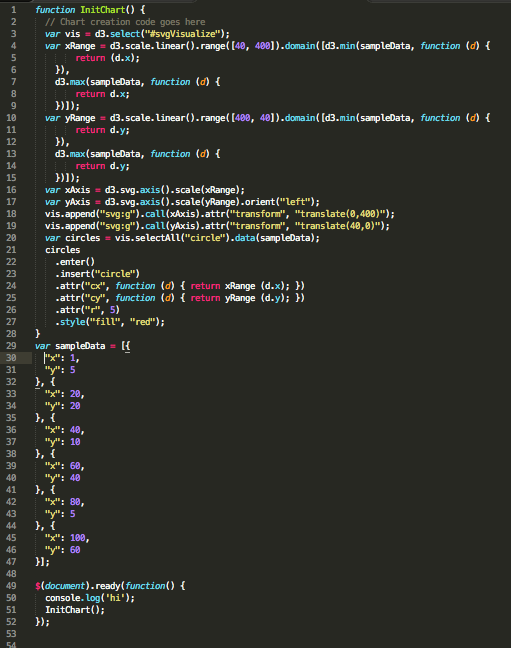 1 function InitChart() {
2 // Chart creation code goes here
3 var vis = d3.select("#svgVisualize");
4 var xRange = d3.scale.linear().range([40, 400]).domain([d3.min(sampleData, function (d) {
5 return (d.x);
6 }),
7 d3.max(sampleData, function (d) {
8 return d.x;
9 })]);
10 var yRange = d3.scale.linear().range([400, 40]).domain([d3.min(sampleData, function (d) {
11 return d.y;
12 }),
13 d3.max(sampleData, function (d) {
14 return d.y;
15 })]);
16 var xAxis = d3.svg.axis().scale(xRange);
17 var yAxis = d3.svg.axis().scale(yRange).orient("left");
18 vis.append("svg:g").call(xAxis).attr("transform", "translate(0,400)");
19 vis.append("svg:g").call(yAxis).attr("transform", "translate(40,0)");
20 var circles = vis.selectAll("circle").data(sampleData);
21 circles
22 .enter()
23 .insert("circle")
24 .attr("cx", function (d) { return xRange (d.x); })
25 .attr("cy", function (d) { return yRange (d.y); })
26 .attr("r", 5)
27 .style("fill", "red");
28 }
29 var sampleData = [{
30 "x": 1,
31 "y": 5
32 }, {
33 "x": 20,
34 "y": 20
35 }, {
36 "x": 40,
37 "y": 10
38 }, {
39 "x": 60,
40 "y": 40
41 }, {
42 "x": 80,
43 "y": 5
44 }, {
45 "x": 100,
46 "y": 60
47 }];
48
49 $(document).ready(function() {
50 console.log('hi');
51 InitChart();
52 });
53
54